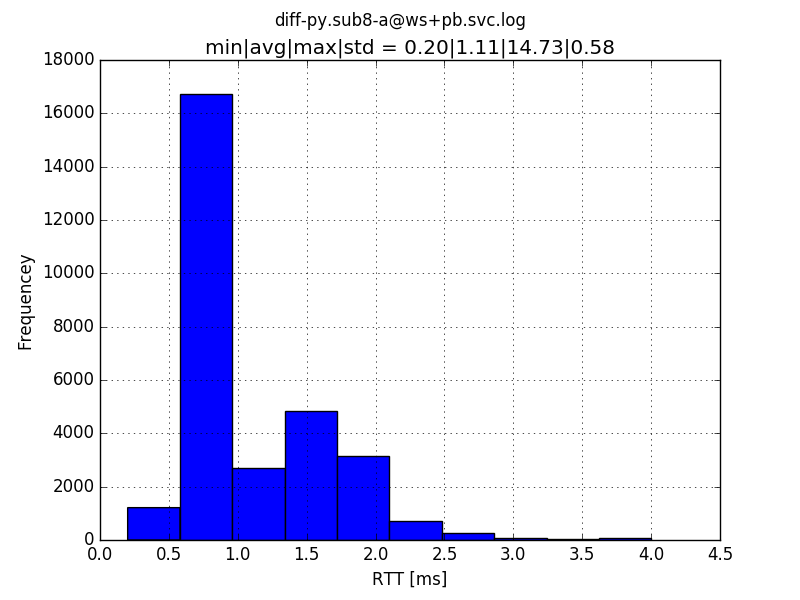 diff-py.sub8-a@ws+pb.svc.log
min|avg|max|std = 0.20|1.11|14.73|0.58
18000
16000
14000
12000
10000
8000
6000
4000
2000
0
Frequencey
0.0 0.5 1.0 1.5 2.0 2.5 3.0 3.5 4.0 4.5
RTT [ms]